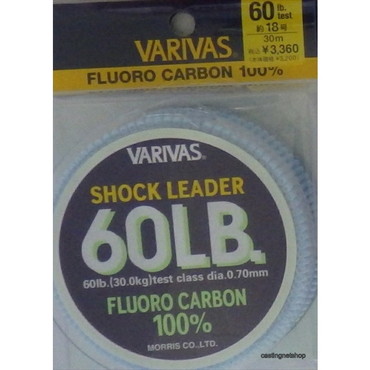 60 lb.
test
約18号
30m
税込¥3,360
VARIVAS®
FLUORO CARBON 100%
VARIVAS®
SHOCK LEADER
60LB.
60lb.(30.0kg)test class dia.0.70mm
FLUORO CARBON
100%
MORRIS CO.,LTD.
castingnetshop